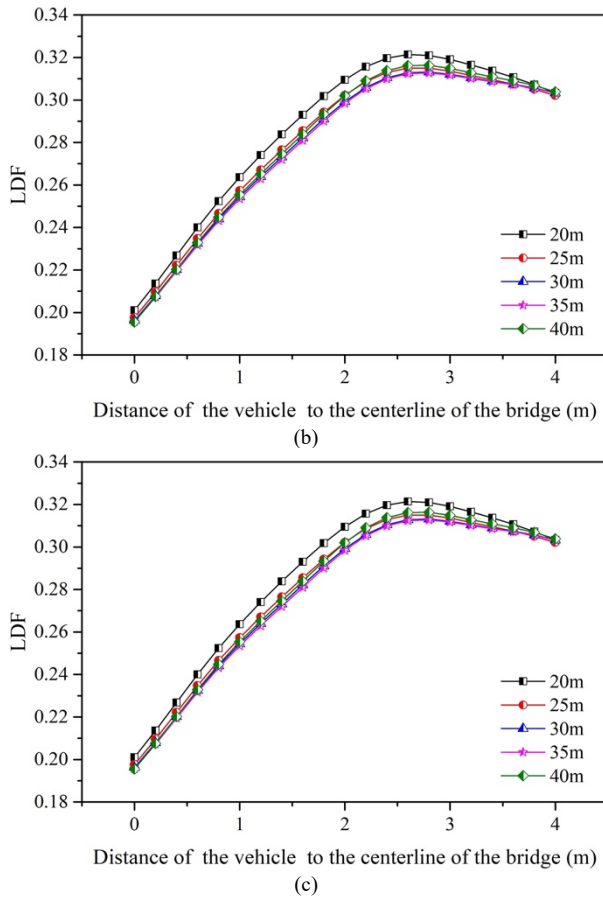 0.34
0.32
0.30
0.28
0.26
0.24
0.22
0.20
0.18
LDF
20m
25m
30m
35m
40m
0 1 2 3 4
Distance of the vehicle to the centerline of the bridge (m)
(b)
0.34
0.32
0.30
0.28
0.26
0.24
0.22
0.20
0.18
LDF
20m
25m
30m
35m
40m
0 1 2 3 4
Distance of the vehicle to the centerline of the bridge (m)
(c)